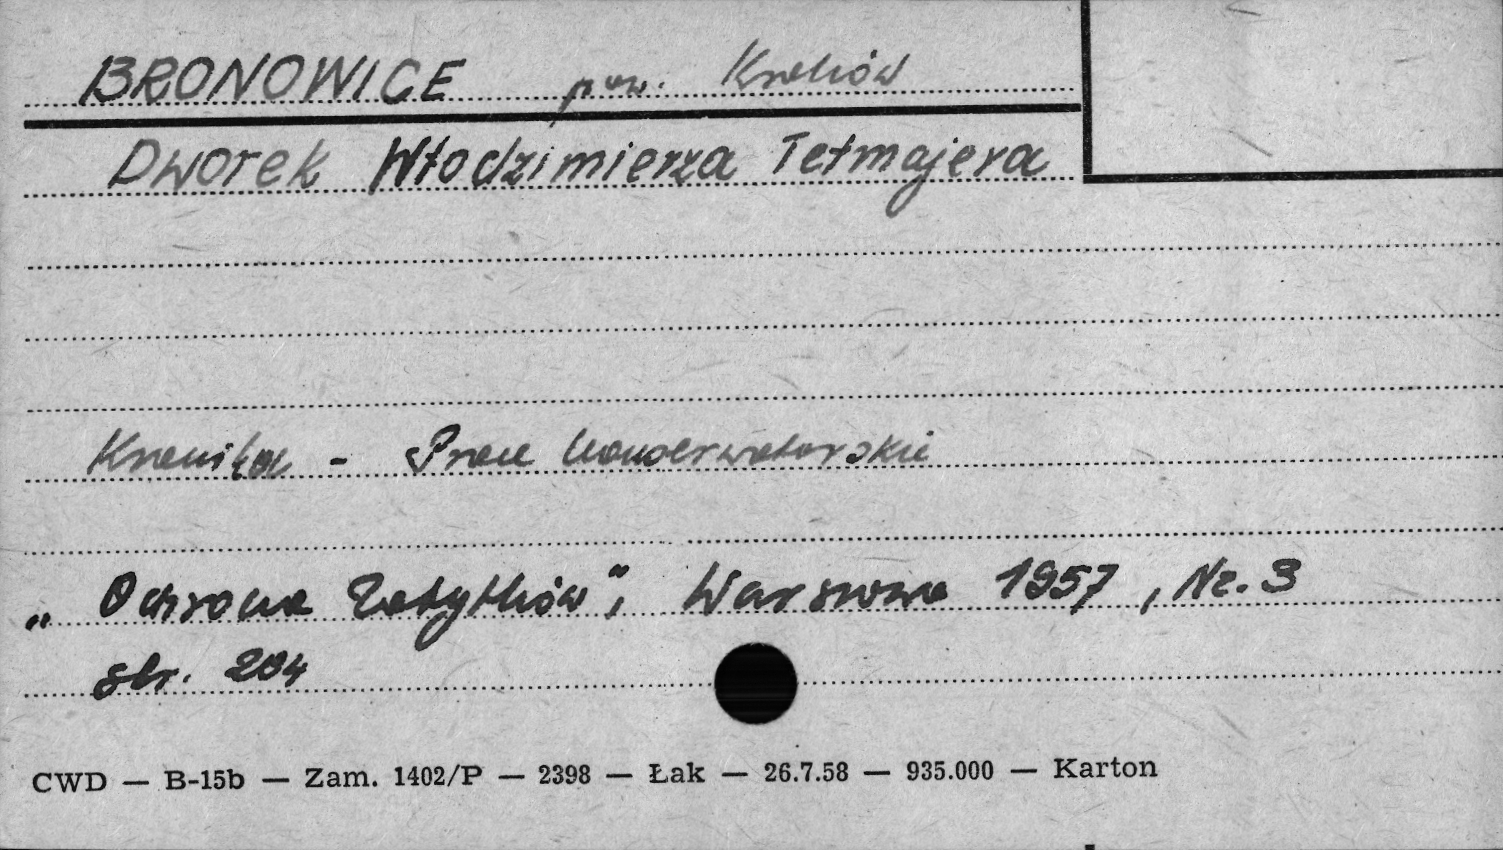 BRONOWICE pow. Kraków
Dworek Włodzimierza Tetmajera
Kronika - Prace konserwatorskie
„Ochrona Zabytków", Warszawa 1957, Nr. 3
str. 204
CWD — B-15b — Zam. 1402/P — 2398 — Łak — 26.7.58 — 935.000 — Karton